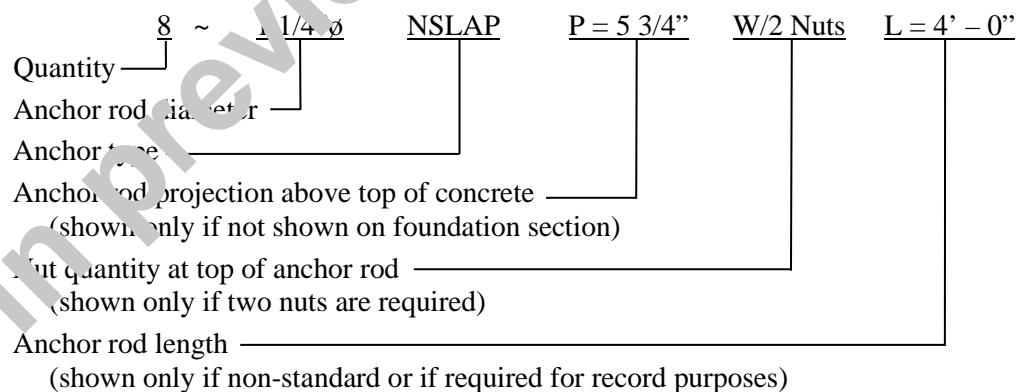 8 ~ 1 1/4"ø NSLAP P = 5 3/4" W/2 Nuts L = 4' – 0"
Quantity
Anchor rod diameter
Anchor type
Anchor rod projection above top of concrete
(shown only if not shown on foundation section)
Nut quantity at top of anchor rod
(shown only if two nuts are required)
Anchor rod length
(shown only if non-standard or if required for record purposes)
in previ